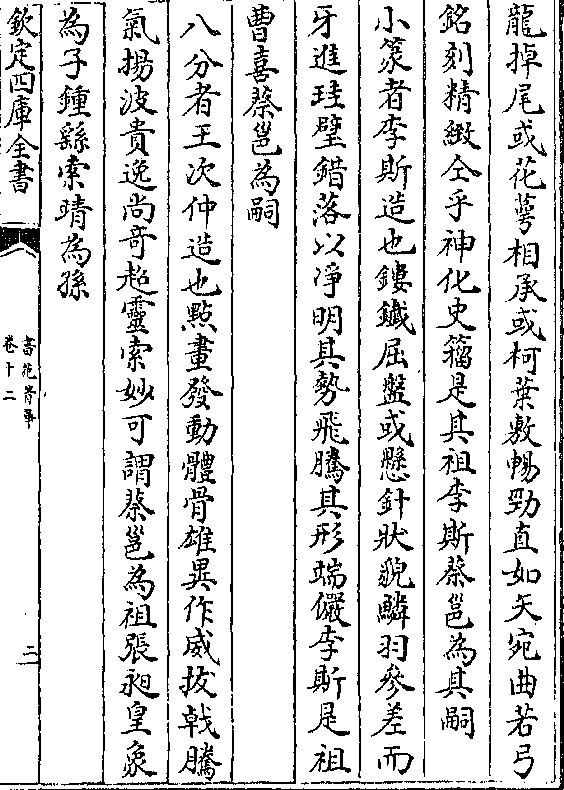 龍掉尾或花萼相承或柯葉敷暢勁直如矢宛曲若弓
銘刻精緻仝乎神化史籀是其祖李斯蔡邕為其嗣
小篆者李斯造也鏤鐵屈盤或懸針狀貌鱗羽參差而
牙進珪璧錯落以凈明其勢飛騰其形端儼李斯是祖
曹喜蔡邕為嗣
八分者王次仲造也點畫發動體骨雄異作威投戟騰
氣揚波貴逸尚奇超靈索妙可謂蔡邕為祖張昶皇象
為子鍾繇索靖為孫
欽定四庫全書
書苑菁華
卷十二
二